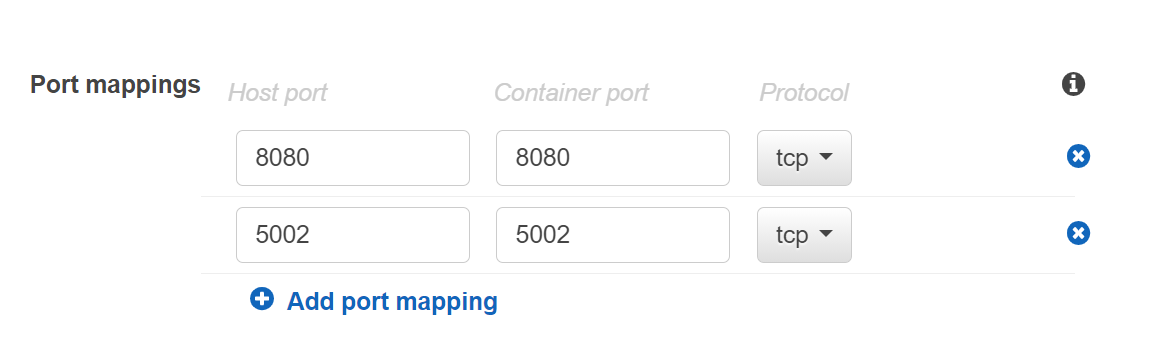 Port mappings Host port Container port Protocol
8080 8080 tcp
5002 5002 tcp
Add port mapping